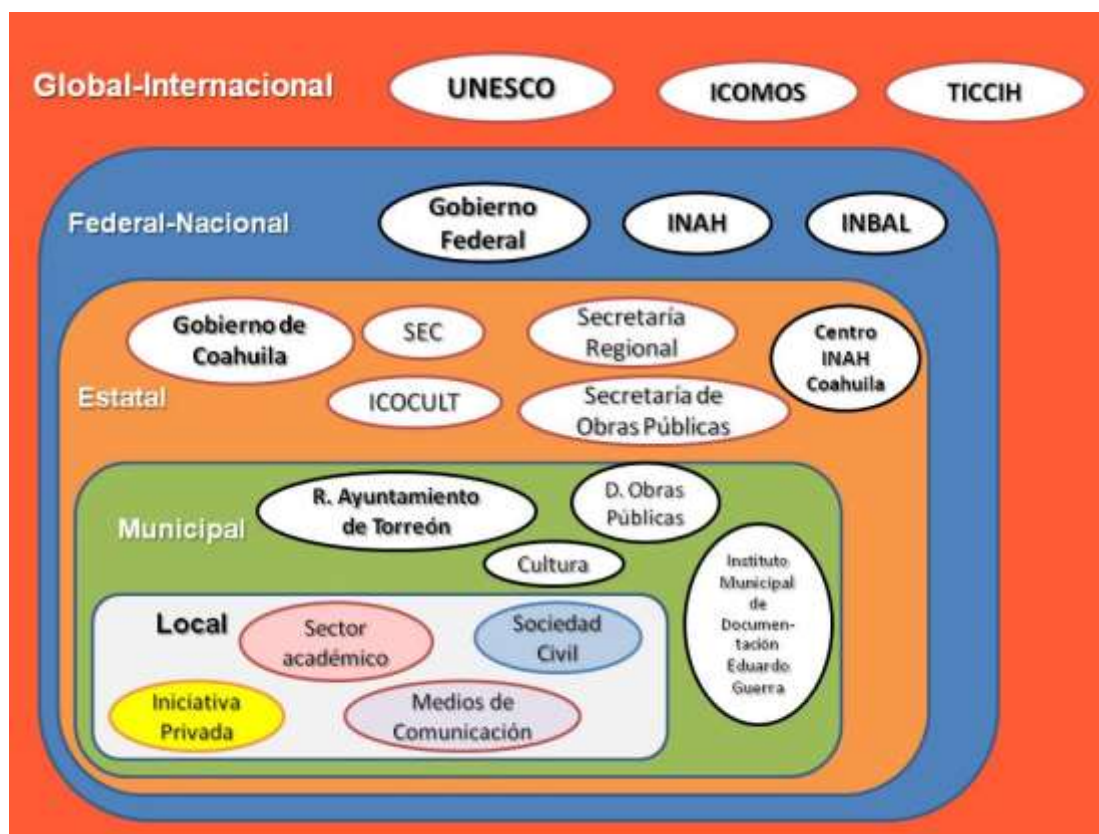 Global-Internacional
UNESCO
ICOMOS
TICCIH
Federal-Nacional
Gobierno
Federal
INAH
INBAL
Estatal
Gobierno de
Coahuila
SEC
Secretaría
Regional
Centro
INAH
Coahuila
ICOCULT
Secretaría de
Obras Públicas
Municipal
R. Ayuntamiento
de Torreón
D. Obras
Públicas
Cultura
Instituto
Municipal
de
Documen-
tación
Eduardo
Guerra
Local
Sector
académico
Sociedad
Civil
Iniciativa
Privada
Medios de
Comunicación